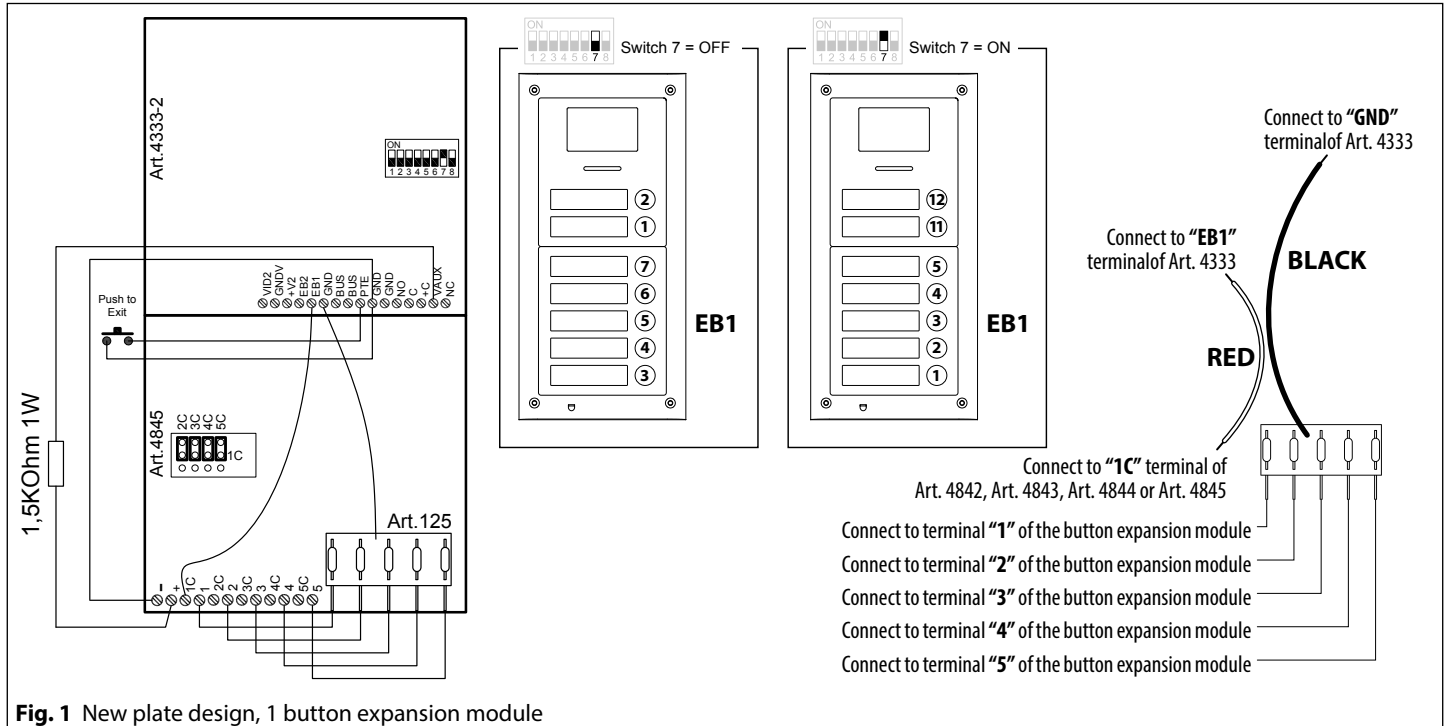 Art.4333-2
ON
1 2 3 4 5 6 7 8
VID2
GNDV
+V2
EB2
EB1
GND
BUS
BUS
PTE
GND
GND
NO
C
+C
VAUX
NC
Push to
Exit
1,5KOhm 1W
Art.4845
2C
3C
4C
5C
1C
Art.125
-
+
1C
1
2C
2
3C
3
4C
4
5C
5
ON
1 2 3 4 5 6 7 8
Switch 7 = OFF
2
1
7
6
5
4
3
EB1
ON
1 2 3 4 5 6 7 8
Switch 7 = ON
12
11
5
4
3
2
1
EB1
Connect to “GND”
terminalof Art. 4333
Connect to “EB1”
terminalof Art. 4333
BLACK
RED
Connect to “1C” terminal of
Art. 4842, Art. 4843, Art. 4844 or Art. 4845
Connect to terminal “1” of the button expansion module
Connect to terminal “2” of the button expansion module
Connect to terminal “3” of the button expansion module
Connect to terminal “4” of the button expansion module
Connect to terminal “5” of the button expansion module
Fig. 1 New plate design, 1 button expansion module